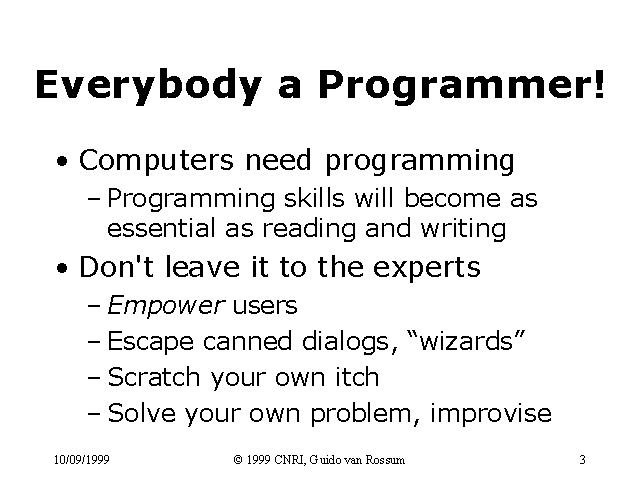 Everybody a Programmer!
• Computers need programming
– Programming skills will become as
essential as reading and writing
• Don't leave it to the experts
– Empower users
– Escape canned dialogs, “wizards”
– Scratch your own itch
– Solve your own problem, improvise
10/09/1999 © 1999 CNRI, Guido van Rossum 3